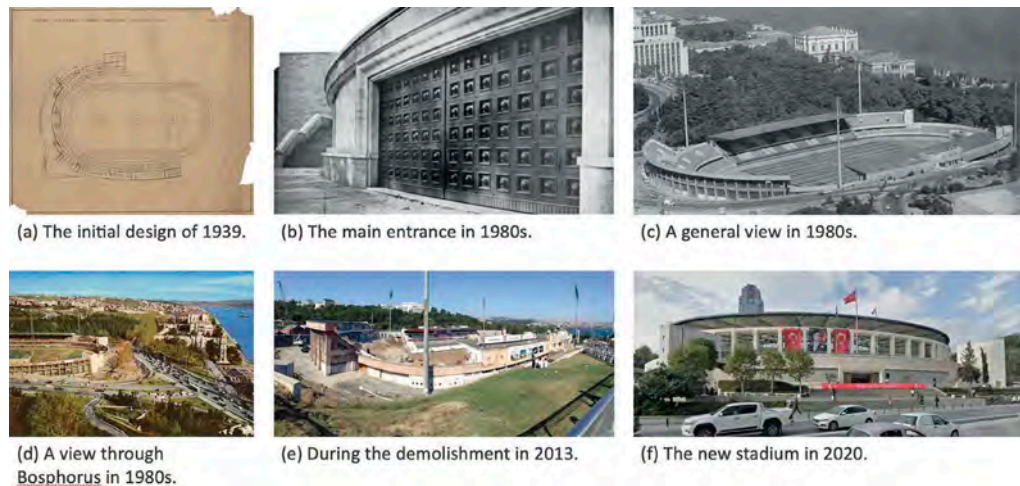 (a) The initial design of 1939.
(b) The main entrance in 1980s.
(c) A general view in 1980s.
(d) A view through
Bosphorus in 1980s.
(e) During the demolishment in 2013.
(f) The new stadium in 2020.